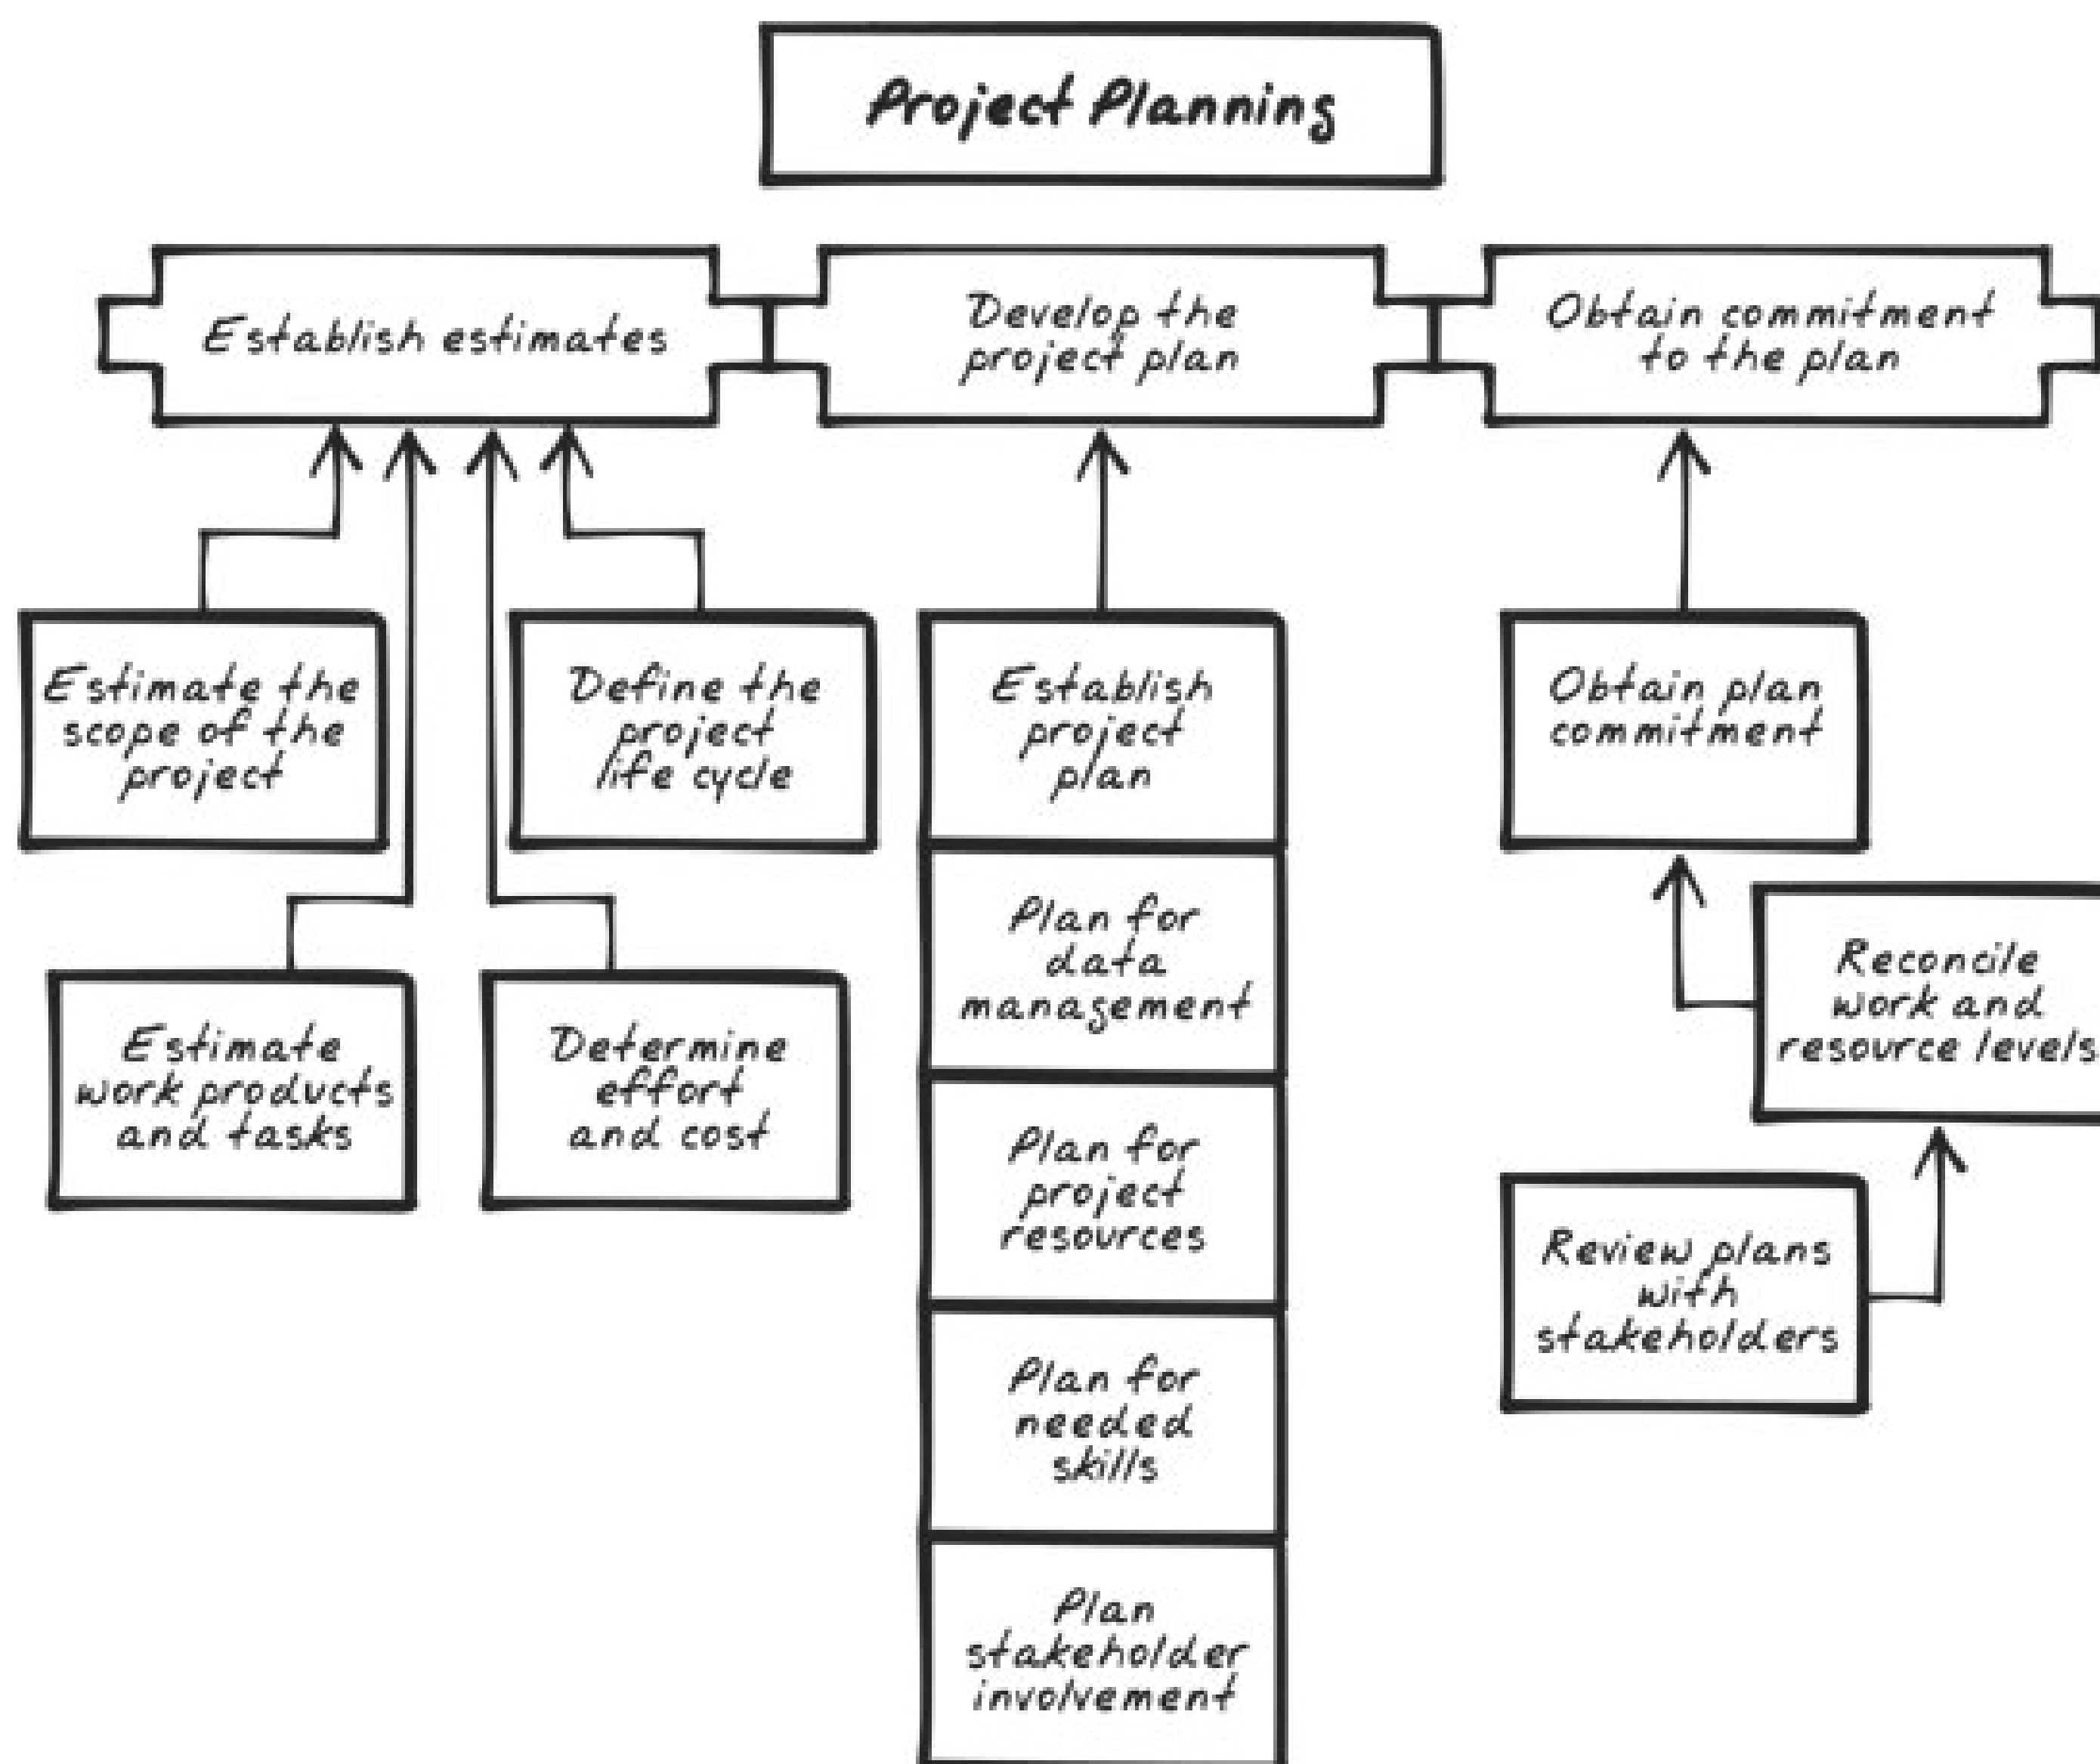 Project Planning
Establish estimates
Develop the
project plan
Obtain commitment
to the plan
Estimate the
scope of the
project
Define the
project
life cycle
Establish
project
plan
Obtain plan
commitment
Estimate
work products
and tasks
Determine
effort
and cost
Plan for
data
management
Reconcile
work and
resource levels
Plan for
project
resources
Review plans
with
stakeholders
Plan for
needed
skills
Plan
stakeholder
involvement